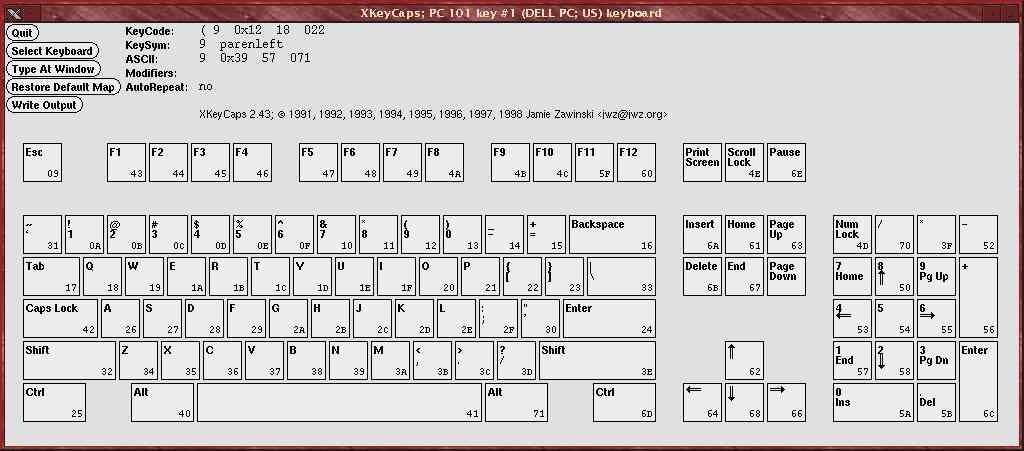 XKeyCaps; PC 101 key #1 (DELL PC; US) keyboard
Quit
Select Keyboard
Type At Window
Restore Default Map
Write Output
KeyCode: ( 9 0x12 18 022
KeySym: 9 parenleft
ASCII: 9 0x39 57 071
Modifiers:
AutoRepeat: no
XKeyCaps 2.43; © 1991, 1992, 1993, 1994, 1995, 1996, 1997, 1998 Jamie Zawinski <jwz@jwz.org>
Esc F1 F2 F3 F4 F5 F6 F7 F8 F9 F10 F11 F12 Print Scroll Pause
Screen Lock
09 43 44 45 46 47 48 49 4A 4B 4C 5F 60 4E 6E
~ ! @ # $ % ^ & * ( ) _ + Backspace Insert Home Page Num / * -
` 1 2 3 4 5 6 7 8 9 0 - = Up Lock
31 0A 0B 0C 0D 0E 0F 10 11 12 13 14 15 16 6A 61 63 4D 70 3F 52
Tab Q W E R T Y U I O P { } | Delete End Page 7 8 9 +
[ ] \ Down Home ⇑ Pg Up
17 18 19 1A 1B 1C 1D 1E 1F 20 21 22 23 33 6B 67 50
Caps Lock A S D F G H J K L : " Enter 4 5 6
; ' ⇐ ⇒
42 26 27 28 29 2A 2B 2C 2D 2E 2F 30 24 53 54 55 56
Shift Z X C V B N M < > ? Shift ⇑ 1 2 3 Enter
, . / End ⇓ Pg Dn
32 34 35 36 37 38 39 3A 3B 3C 3D 3E 62 57 58 59
Ctrl Alt Alt Ctrl ⇐ ⇓ ⇒ 0 .
Ins Del
25 40 41 71 6D 64 68 66 5A 5B 6C